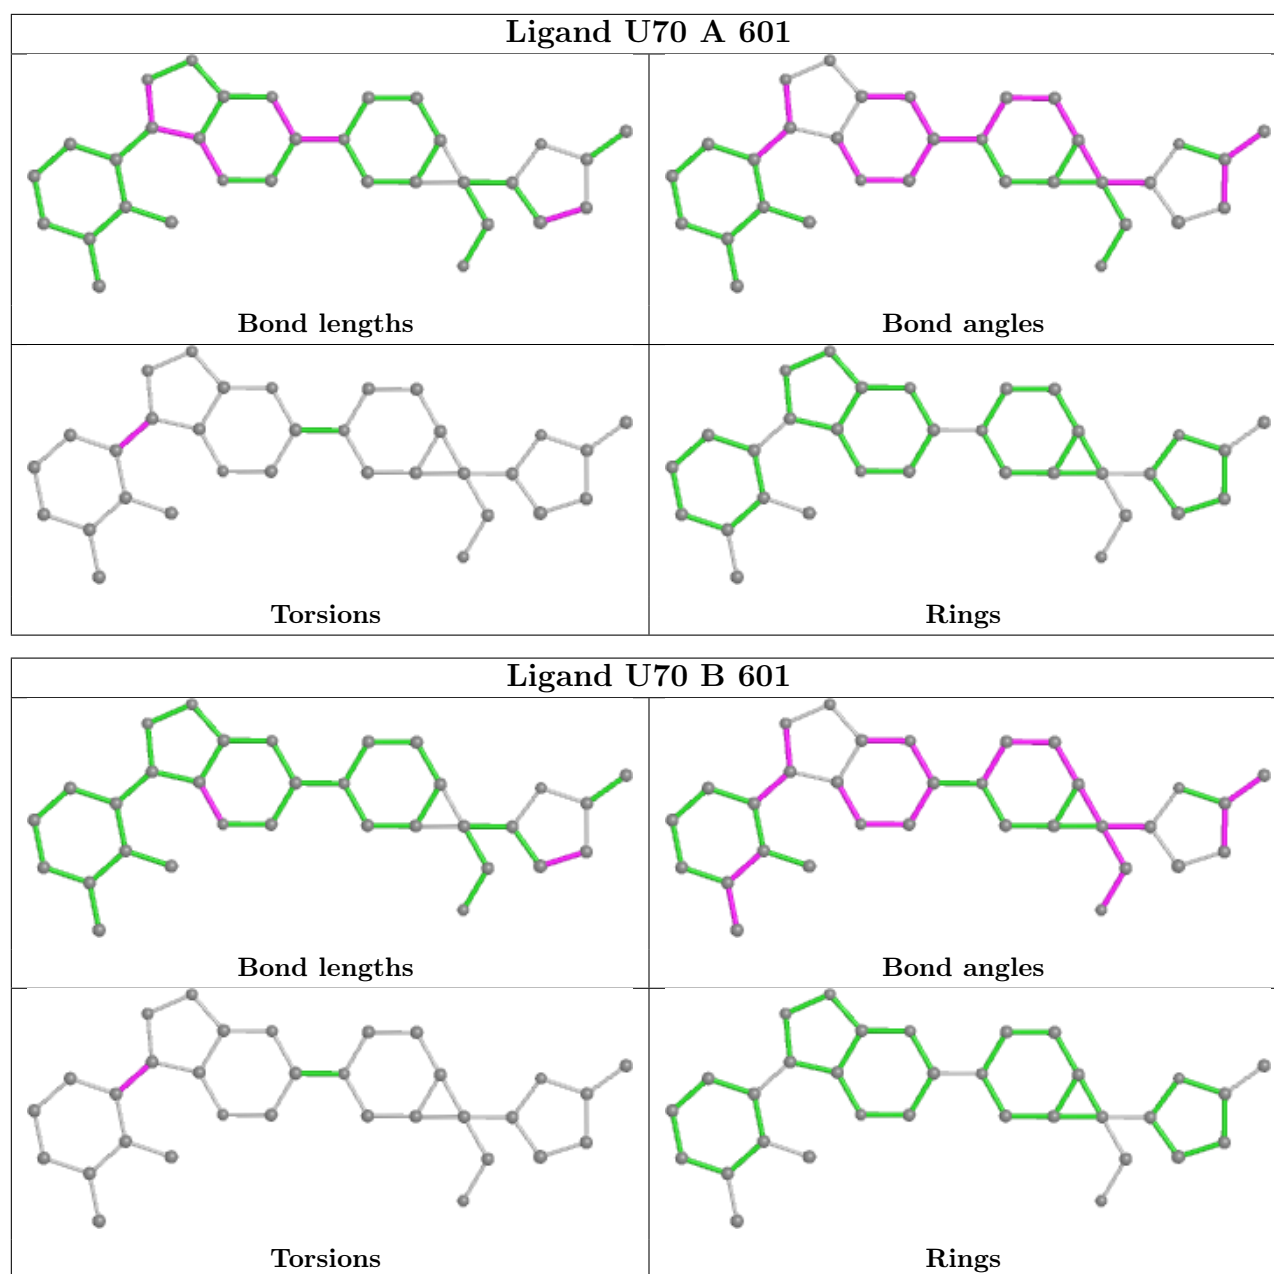 Ligand U70 A 601
Bond lengths
Bond angles
Torsions
Rings
Ligand U70 B 601
Bond lengths
Bond angles
Torsions
Rings